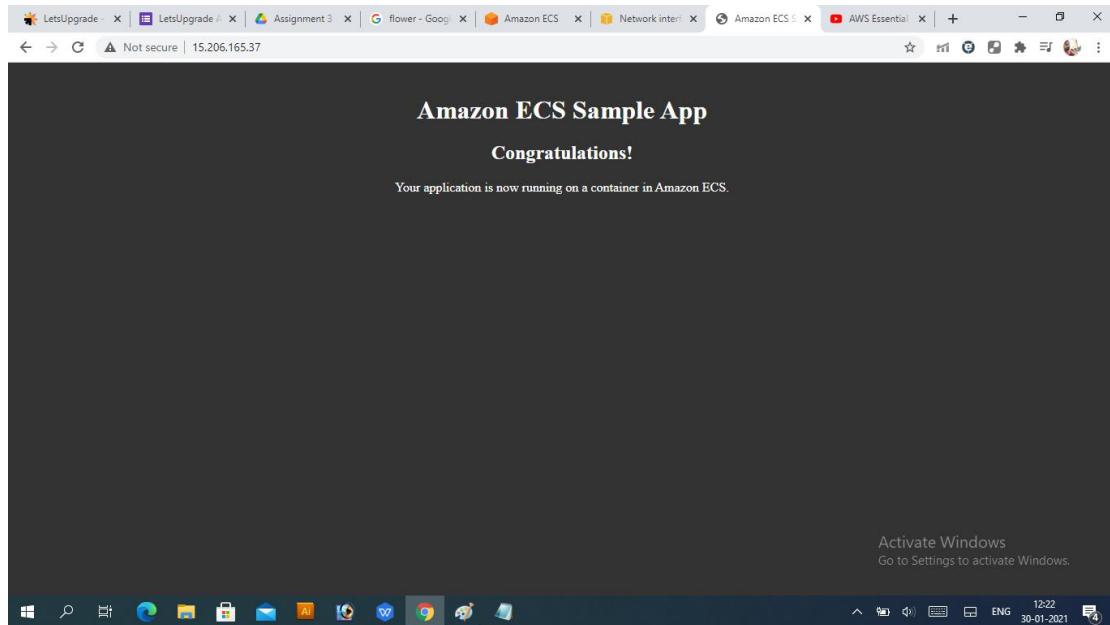 LetsUpgrade -
LetsUpgrade A
Assignment 3
flower - Googl
Amazon ECS
Network interf
Amazon ECS S
AWS Essential
Not secure | 15.206.165.37
Amazon ECS Sample App
Congratulations!
Your application is now running on a container in Amazon ECS.
Activate Windows
Go to Settings to activate Windows.
Ai
ENG
12:22
30-01-2021
4